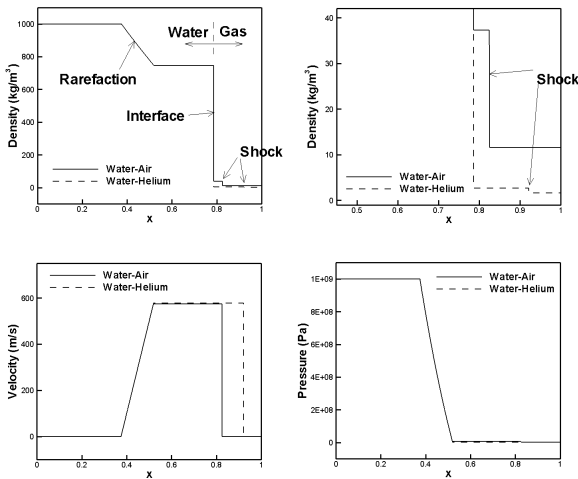 Density (kg/m³)
1000
800
600
400
200
0
Water Gas
Rarefaction
Interface
Shock
Water-Air
Water-Helium
0 0.2 0.4 0.6 0.8 1
X
Density (kg/m³)
40
30
20
10
0
Shock
Water-Air
Water-Helium
0.5 0.6 0.7 0.8 0.9 1
X
Velocity (m/s)
600
400
200
0
Water-Air
Water-Helium
0 0.2 0.4 0.6 0.8 1
X
Pressure (Pa)
1E+09
8E+08
6E+08
4E+08
2E+08
0
Water-Air
Water-Helium
0 0.2 0.4 0.6 0.8 1
X